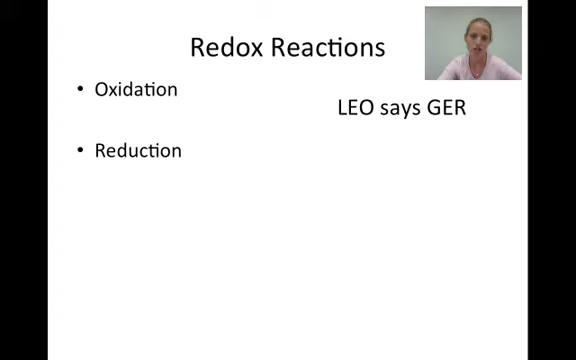 Redox Reactions
• Oxidation
LEO says GER
• Reduction